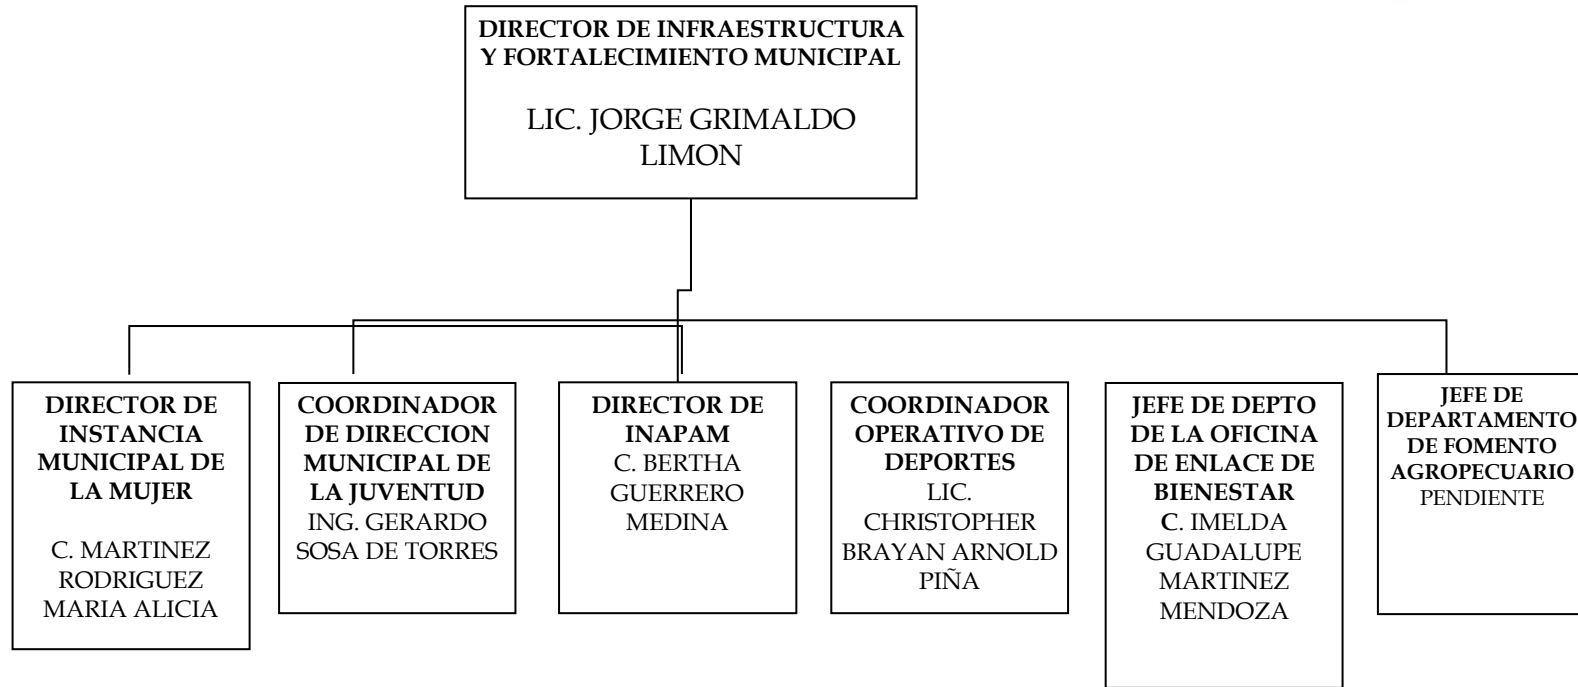 DIRECTOR DE INFRAESTRUCTURA
Y FORTALECIMIENTO MUNICIPAL
LIC. JORGE GRIMALDO
LIMON
DIRECTOR DE
INSTANCIA
MUNICIPAL DE
LA MUJER
C. MARTINEZ
RODRIGUEZ
MARIA ALICIA
COORDINADOR
DE DIRECCION
MUNICIPAL DE
LA JUVENTUD
ING. GERARDO
SOSA DE TORRES
DIRECTOR DE
INAPAM
C. BERTHA
GUERRERO
MEDINA
COORDINADOR
OPERATIVO DE
DEPORTES
LIC.
CHRISTOPHER
BRAYAN ARNOLD
PIÑA
JEFE DE DEPTO
DE LA OFICINA
DE ENLACE DE
BIENESTAR
C. IMELDA
GUADALUPE
MARTINEZ
MENDOZA
JEFE DE
DEPARTAMENTO
DE FOMENTO
AGROPECUARIO
PENDIENTE